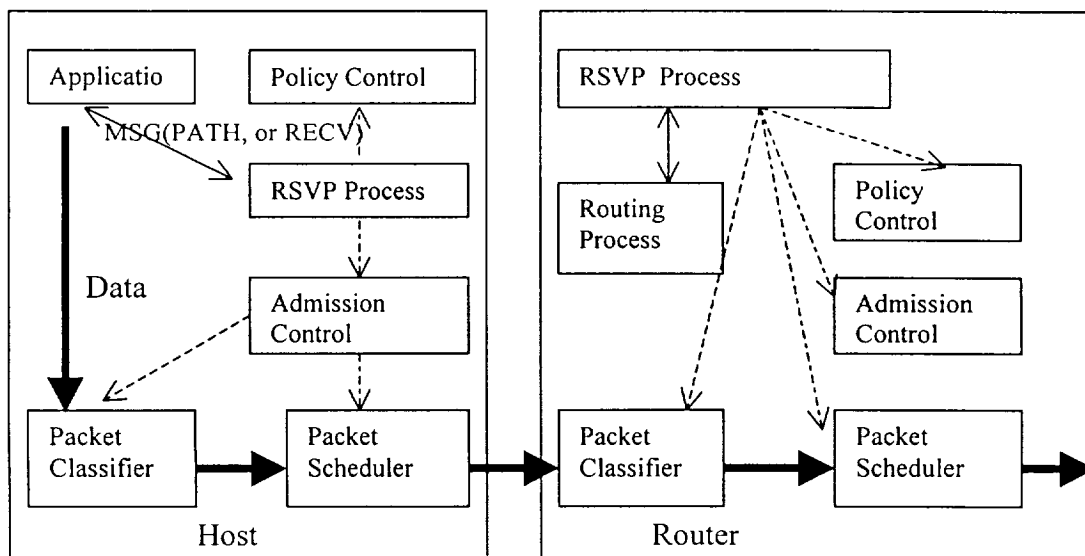 Applicatio
Policy Control
MSG(PATH, or RECV)
RSVP Process
Data
Admission
Control
Packet
Classifier
Packet
Scheduler
Host
RSVP Process
Routing
Process
Policy
Control
Admission
Control
Packet
Classifier
Packet
Scheduler
Router